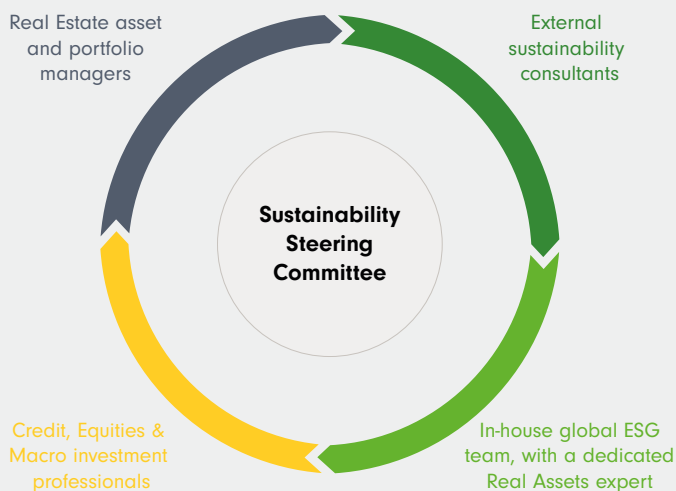 Real Estate asset
and portfolio
managers
External
sustainability
consultants
Sustainability
Steering
Committee
Credit, Equities &
Macro investment
professionals
In-house global ESG
team, with a dedicated
Real Assets expert